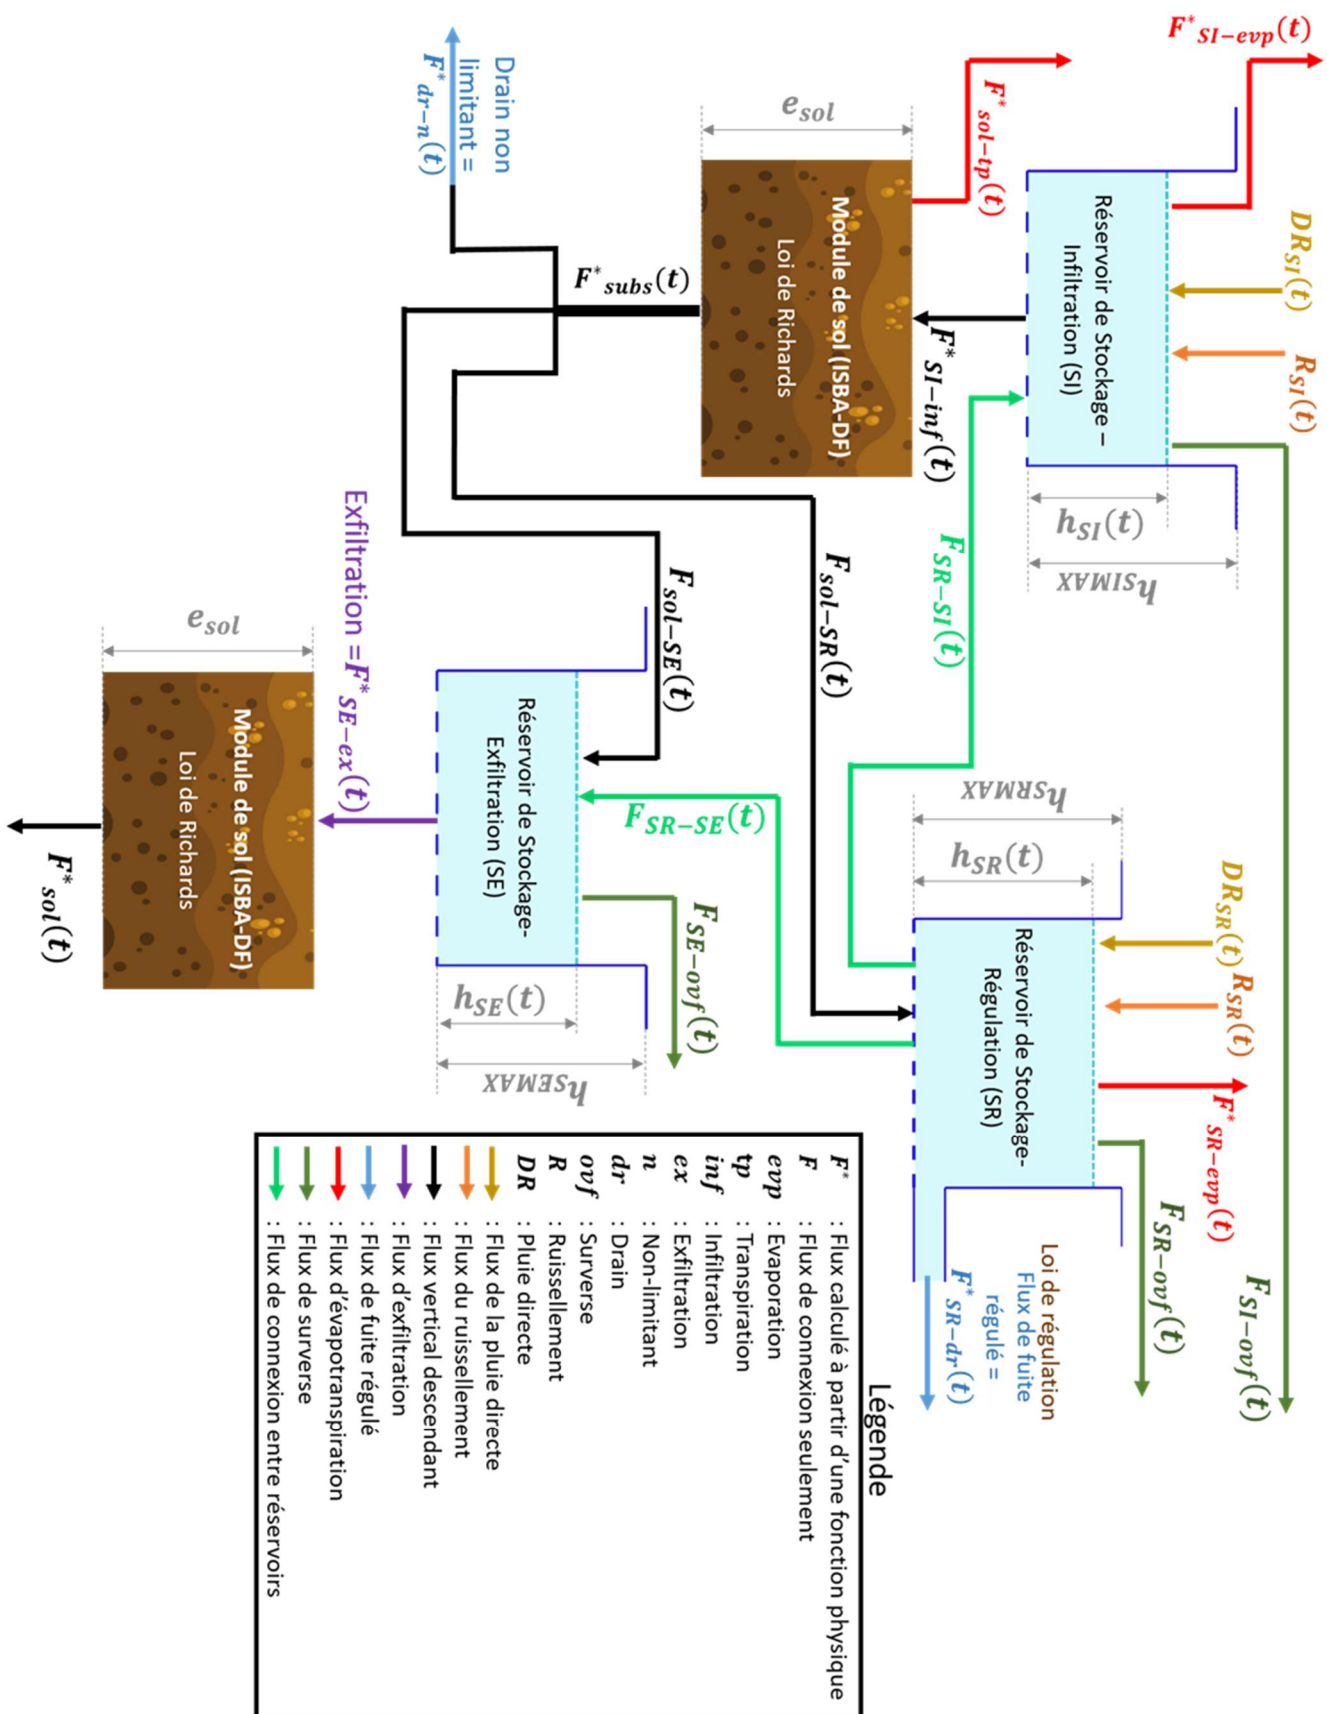 F*SI−evp(t)
DRSI(t)
RSI(t)
Réservoir de Stockage –
Infiltration (SI)
hSI(t)
hSIMAX
FSI−ovf(t)
F*sol−tp(t)
F*SI−inf(t)
FSR−SI(t)
esol
Module de sol (ISBA-DF)
Loi de Richards
F*subs(t)
Drain non
limitant =
F*dr−n(t)
Fsol−SR(t)
Fsol−SE(t)
hSRMAX
hSR(t)
DRSR(t)
RSR(t)
F*SR−evp(t)
FSR−ovf(t)
Réservoir de Stockage-
Régulation (SR)
Loi de régulation
Flux de fuite
régulé =
F*SR−dr(t)
FSR−SE(t)
Réservoir de Stockage-
Exfiltration (SE)
FSE−ovf(t)
hSE(t)
hSEMAX
Exfiltration =F*SE−ex(t)
esol
Module de sol (ISBA-DF)
Loi de Richards
F*sol(t)
Légende
F* : Flux calculé à partir d'une fonction physique
F : Flux de connexion seulement
evp : Evaporation
tp : Transpiration
inf : Infiltration
ex : Exfiltration
n : Non-limitant
dr : Drain
ovf : Surverse
R : Ruissellement
DR : Pluie directe
: Flux de la pluie directe
: Flux du ruissellement
: Flux vertical descendant
: Flux d'exfiltration
: Flux de fuite régulé
: Flux d'évapotranspiration
: Flux de surverse
: Flux de connexion entre réservoirs